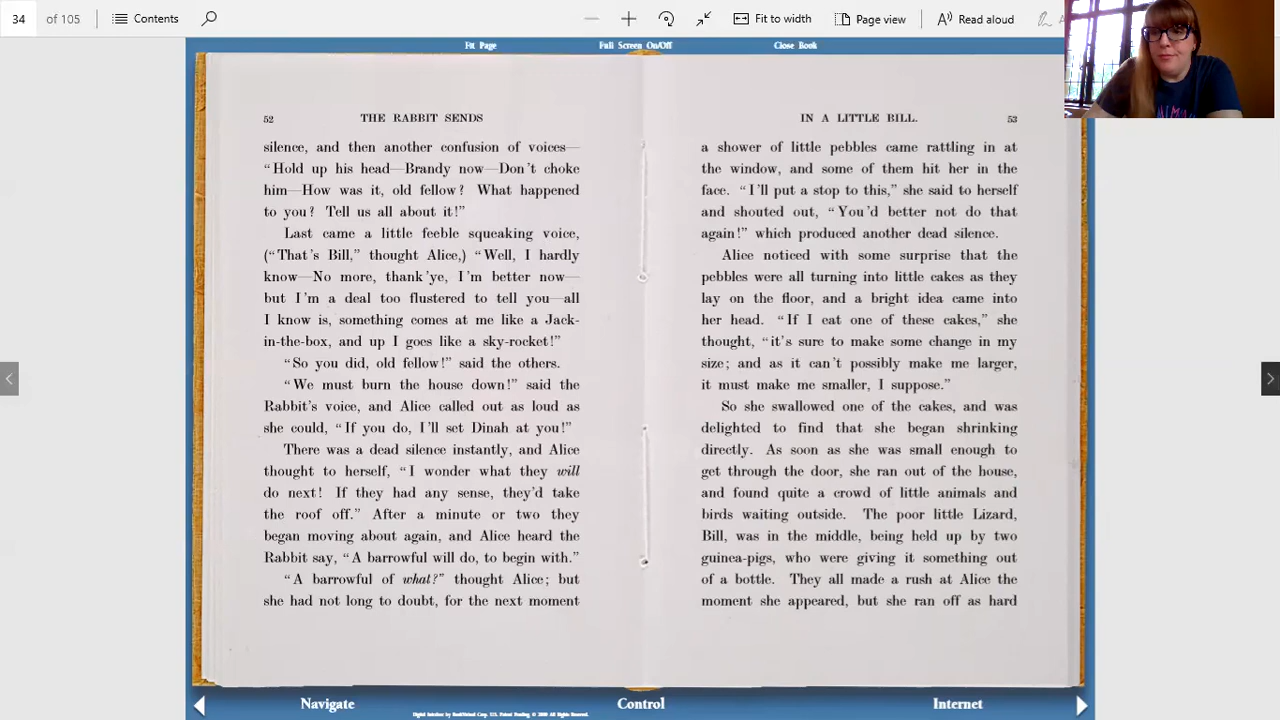 34 of 105 Contents Fit to width Page view Read aloud
Fit Page Full Screen On/Off Close Book
52 THE RABBIT SENDS
silence, and then another confusion of voices—
“Hold up his head—Brandy now—Don’t choke
him—How was it, old fellow? What happened
to you? Tell us all about it!”
Last came a little feeble squeaking voice,
(“That’s Bill,” thought Alice,) “Well, I hardly
know—No more, thank’ye, I’m better now—
but I’m a deal too flustered to tell you—all
I know is, something comes at me like a Jack-
in-the-box, and up I goes like a sky-rocket!”
“So you did, old fellow!” said the others.
“We must burn the house down!” said the
Rabbit’s voice, and Alice called out as loud as
she could, “If you do, I’ll set Dinah at you!”
There was a dead silence instantly, and Alice
thought to herself, “I wonder what they will
do next! If they had any sense, they’d take
the roof off.” After a minute or two they
began moving about again, and Alice heard the
Rabbit say, “A barrowful will do, to begin with.”
“A barrowful of what?” thought Alice; but
she had not long to doubt, for the next moment
IN A LITTLE BILL. 53
a shower of little pebbles came rattling in at
the window, and some of them hit her in the
face. “I’ll put a stop to this,” she said to herself
and shouted out, “You’d better not do that
again!” which produced another dead silence.
Alice noticed with some surprise that the
pebbles were all turning into little cakes as they
lay on the floor, and a bright idea came into
her head. “If I eat one of these cakes,” she
thought, “it’s sure to make some change in my
size; and as it can’t possibly make me larger,
it must make me smaller, I suppose.”
So she swallowed one of the cakes, and was
delighted to find that she began shrinking
directly. As soon as she was small enough to
get through the door, she ran out of the house,
and found quite a crowd of little animals and
birds waiting outside. The poor little Lizard,
Bill, was in the middle, being held up by two
guinea-pigs, who were giving it something out
of a bottle. They all made a rush at Alice the
moment she appeared, but she ran off as hard
Navigate Control Internet